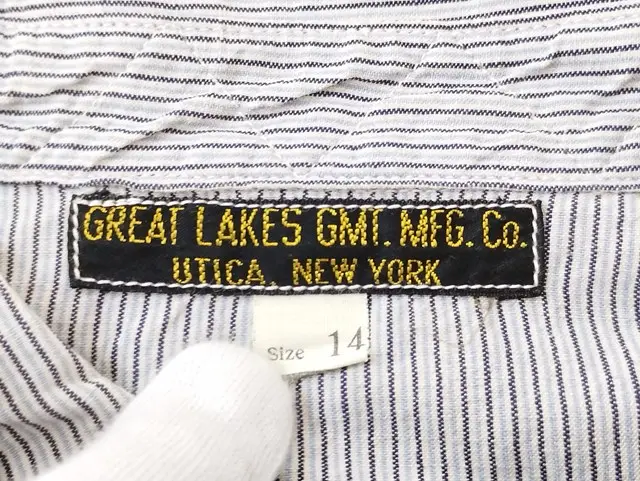 GREAT LAKES GMT. MFG. Co.
UTICA, NEW YORK
Size 14